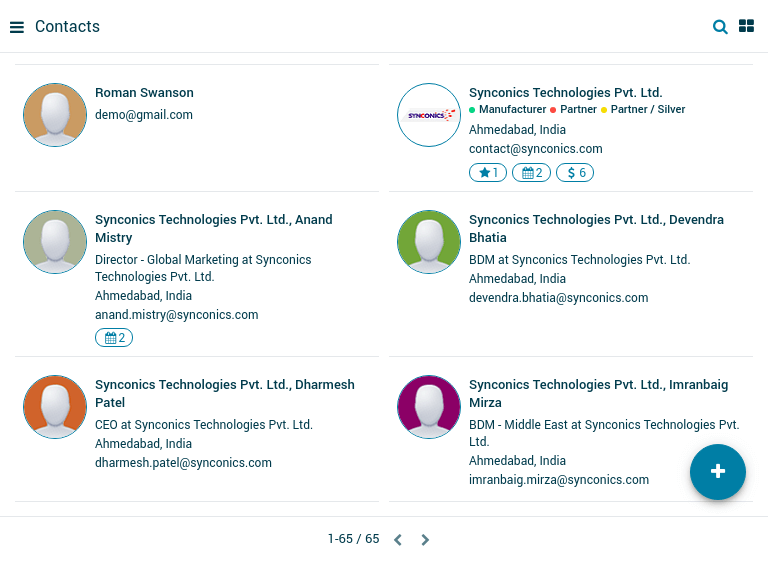 Contacts
Roman Swanson
demo@gmail.com
SYNCONICS
Synconics Technologies Pvt. Ltd.
Manufacturer Partner Partner / Silver
Ahmedabad, India
contact@synconics.com
1 2 6
Synconics Technologies Pvt. Ltd., Anand
Mistry
Director - Global Marketing at Synconics
Technologies Pvt. Ltd.
Ahmedabad, India
anand.mistry@synconics.com
2
Synconics Technologies Pvt. Ltd., Devendra
Bhatia
BDM at Synconics Technologies Pvt. Ltd.
Ahmedabad, India
devendra.bhatia@synconics.com
Synconics Technologies Pvt. Ltd., Dharmesh
Patel
CEO at Synconics Technologies Pvt. Ltd.
Ahmedabad, India
dharmesh.patel@synconics.com
Synconics Technologies Pvt. Ltd., Imranbaig
Mirza
BDM - Middle East at Synconics Technologies Pvt.
Ltd.
Ahmedabad, India
imranbaig.mirza@synconics.com
1-65 / 65